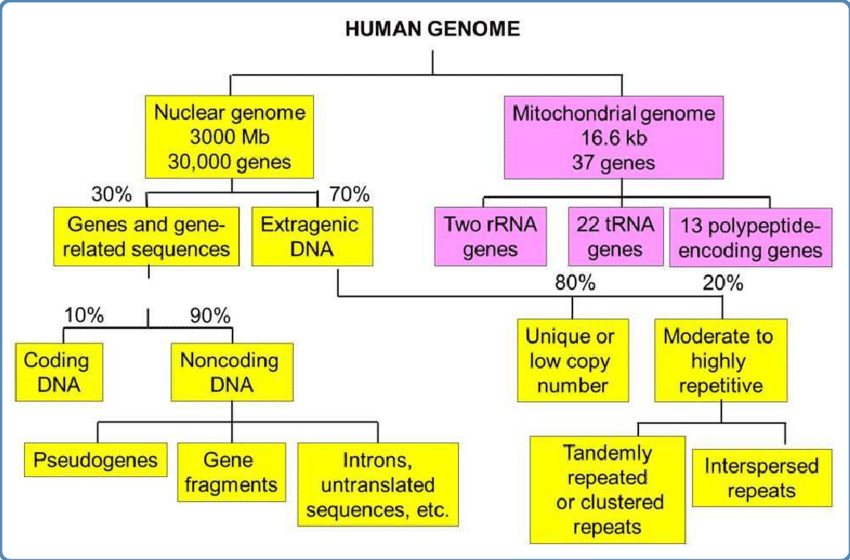 HUMAN GENOME
Nuclear genome
3000 Mb
30,000 genes
Mitochondrial genome
16.6 kb
37 genes
30%
70%
Genes and gene-
related sequences
Extragenic
DNA
Two rRNA
genes
22 tRNA
genes
13 polypeptide-
encoding genes
80%
20%
10%
90%
Coding
DNA
Noncoding
DNA
Unique or
low copy
number
Moderate to
highly
repetitive
Pseudogenes
Gene
fragments
Introns,
untranslated
sequences, etc.
Tandemly
repeated
or clustered
repeats
Interspersed
repeats